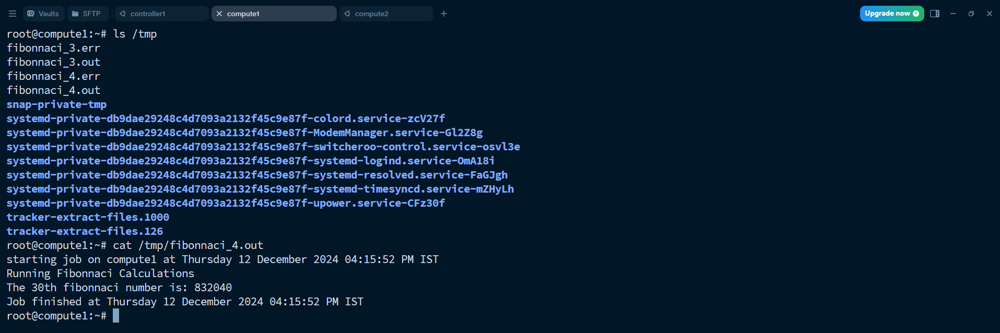 Vaults SFTP controller1 compute1 compute2 Upgrade now
root@compute1:~# ls /tmp
fibonnaci_3.err
fibonnaci_3.out
fibonnaci_4.err
fibonnaci_4.out
snap-private-tmp
systemd-private-db9dae29248c4d7093a2132f45c9e87f-colord.service-zcV27f
systemd-private-db9dae29248c4d7093a2132f45c9e87f-ModemManager.service-Gl2Z8g
systemd-private-db9dae29248c4d7093a2132f45c9e87f-switcheroo-control.service-osvl3e
systemd-private-db9dae29248c4d7093a2132f45c9e87f-systemd-logind.service-OmA18i
systemd-private-db9dae29248c4d7093a2132f45c9e87f-systemd-resolved.service-FaGJgh
systemd-private-db9dae29248c4d7093a2132f45c9e87f-systemd-timesyncd.service-mZHyLh
systemd-private-db9dae29248c4d7093a2132f45c9e87f-upower.service-CFz30f
tracker-extract-files.1000
tracker-extract-files.126
root@compute1:~# cat /tmp/fibonnaci_4.out
starting job on compute1 at Thursday 12 December 2024 04:15:52 PM IST
Running Fibonnaci Calculations
The 30th fibonnaci number is: 832040
Job finished at Thursday 12 December 2024 04:15:52 PM IST
root@compute1:~#